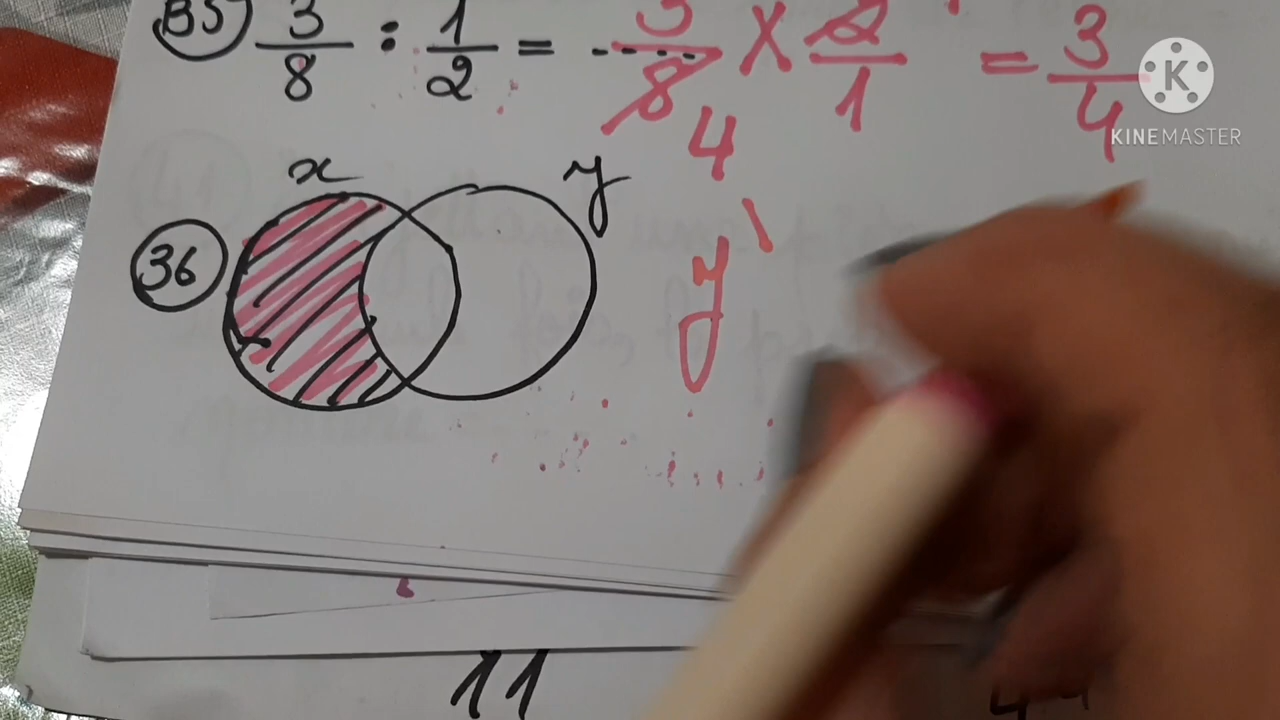 35 3/8 : 1/2 = 3/8 X 2/1 = 3/4
4
KINEMASTER
x y
36 y
11